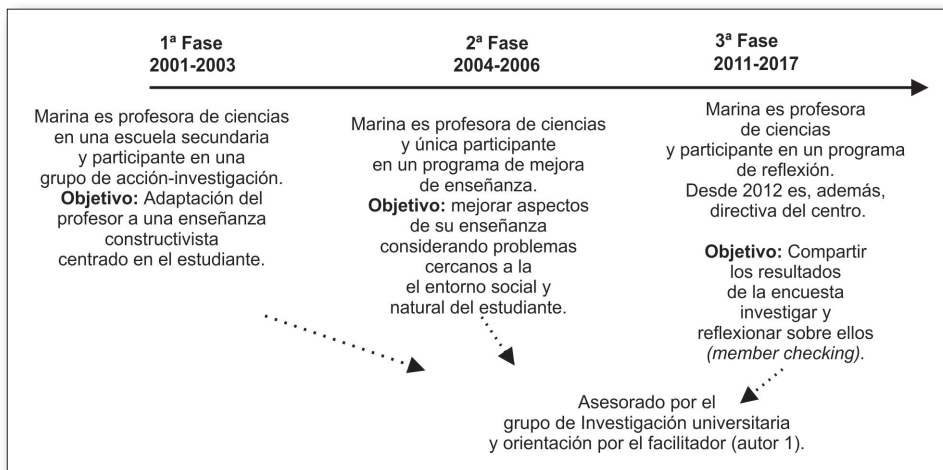 1ª Fase
2001-2003
Marina es profesora de ciencias
en una escuela secundaria
y participante en una
grupo de acción-investigación.
Objetivo: Adaptación del
profesor a una enseñanza
constructivista
centrado en el estudiante.
2ª Fase
2004-2006
Marina es profesora de ciencias
y única participante
en un programa de mejora
de enseñanza.
Objetivo: mejorar aspectos
de su enseñanza
considerando problemas
cercanos a la
el entorno social y
natural del estudiante.
3ª Fase
2011-2017
Marina es profesora
de ciencias
y participante en un programa
de reflexión.
Desde 2012 es, además,
directiva del centro.
Objetivo: Compartir
los resultados
de la encuesta
investigar y
reflexionar sobre ellos
(member checking).
Asesorado por el
grupo de Investigación universitaria
y orientación por el facilitador (autor 1).